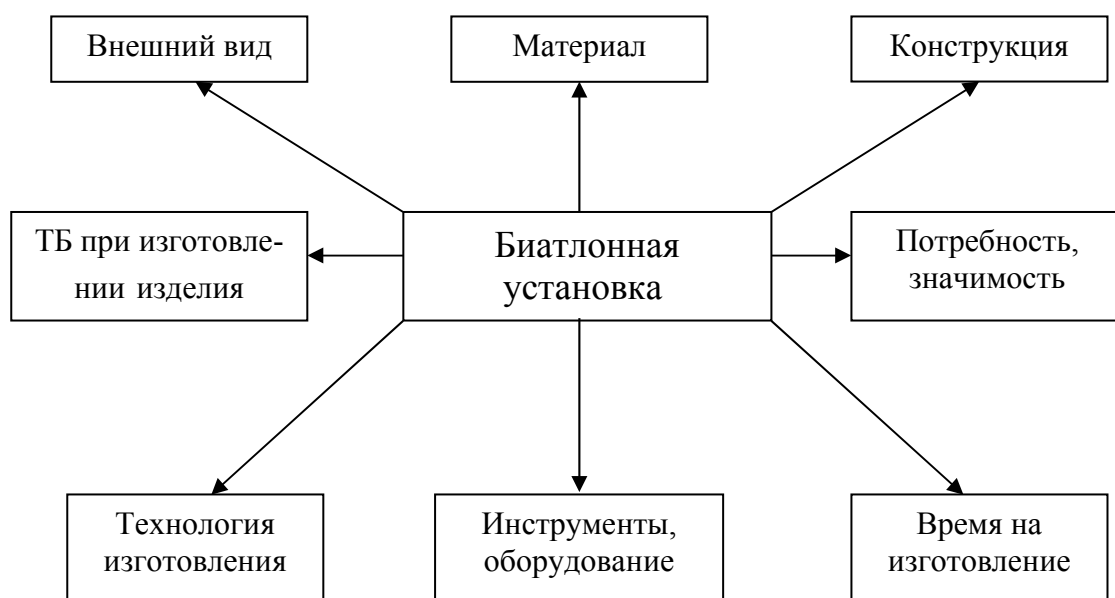 Внешний вид
Материал
Конструкция
ТБ при изготовле-
нии изделия
Биатлонная
установка
Потребность,
значимость
Технология
изготовления
Инструменты,
оборудование
Время на
изготовление